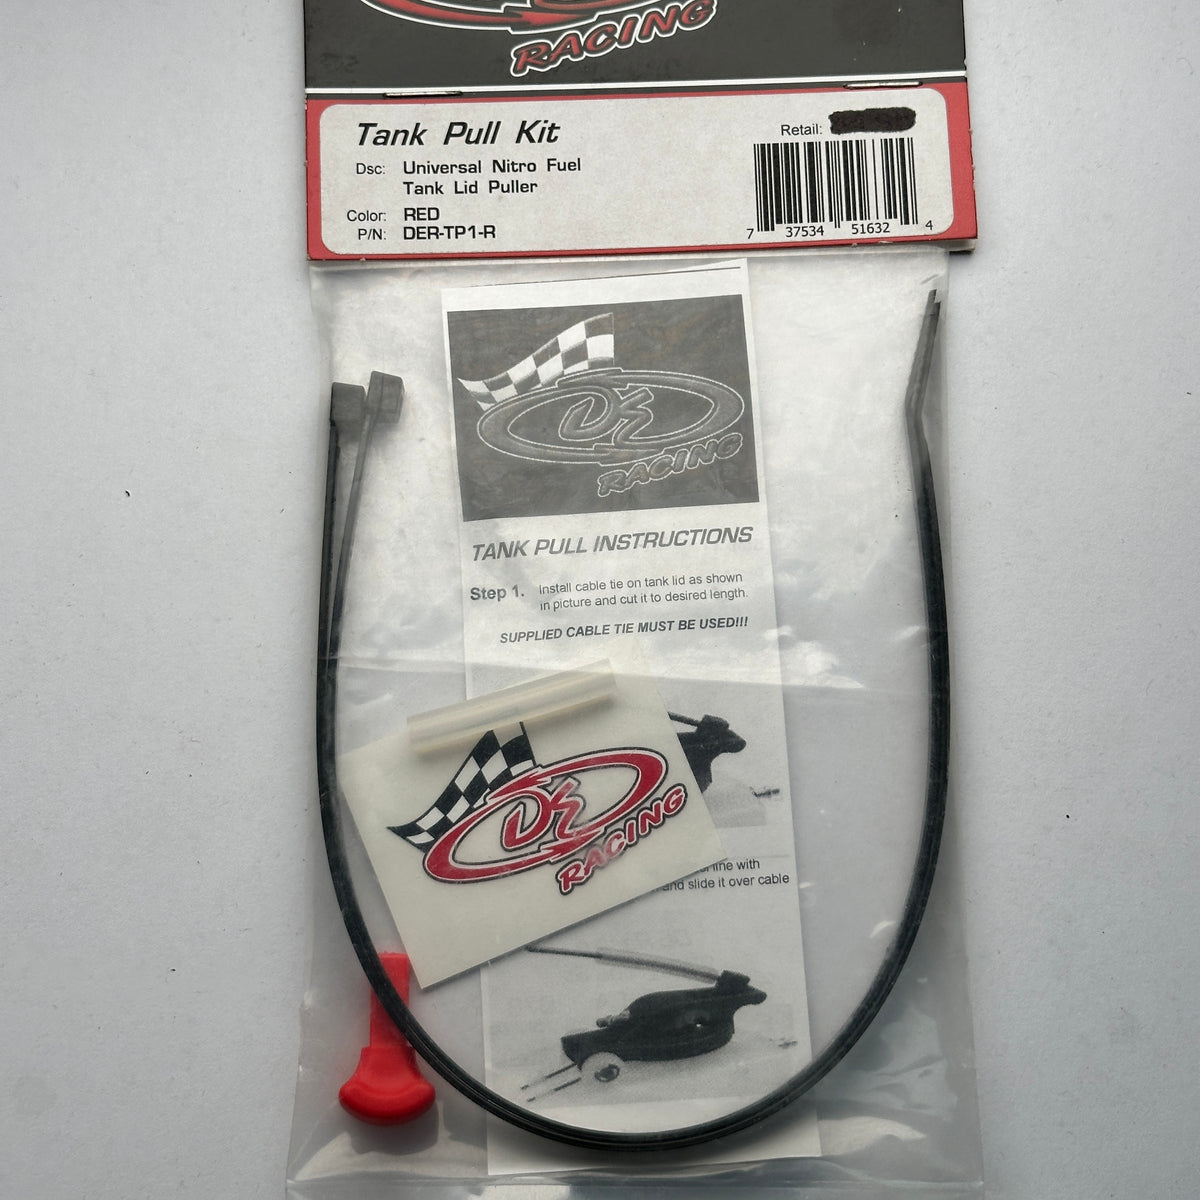 RACING
Tank Pull Kit
Retail:
Dsc: Universal Nitro Fuel
Tank Lid Puller
Color: RED
P/N: DER-TP1-R
7 37534 51632 4
DE
RACING
TANK PULL INSTRUCTIONS
Step 1. Install cable tie on tank lid as shown
in picture and cut it to desired length.
SUPPLIED CABLE TIE MUST BE USED!!!
DE
RACING
line with
and slide it over cable